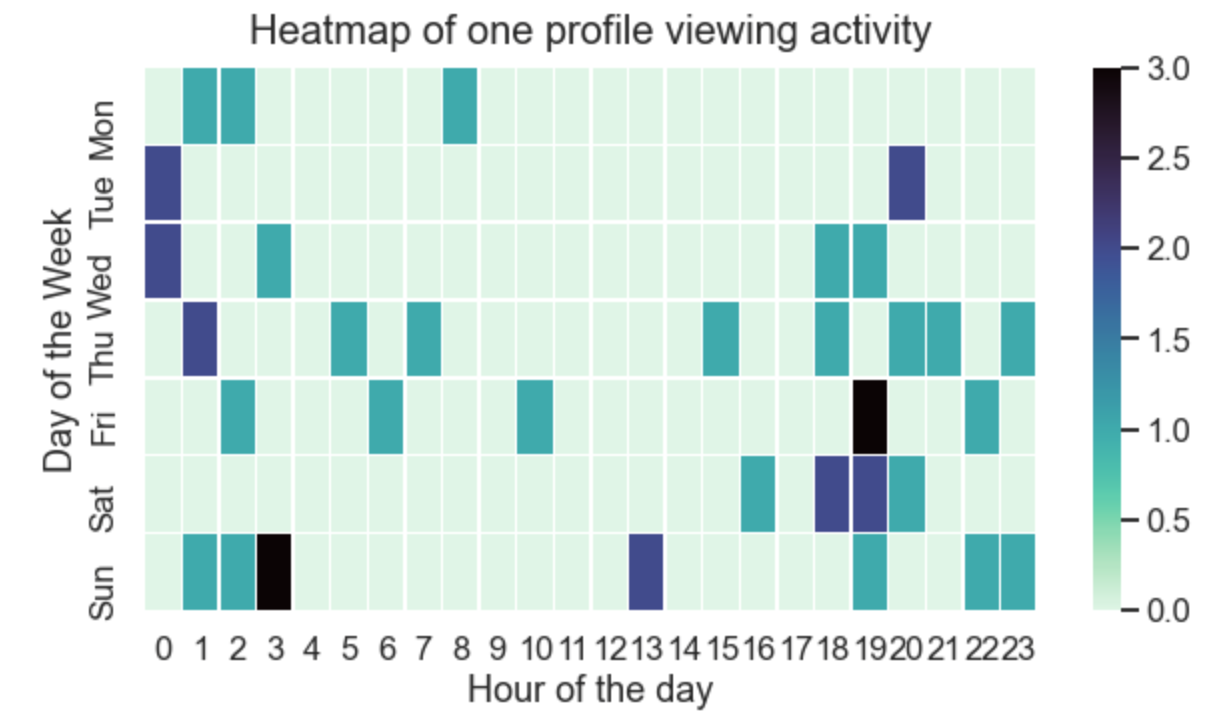 Heatmap of one profile viewing activity
Day of the Week
Mon
Tue
Wed
Thu
Fri
Sat
Sun
0 1 2 3 4 5 6 7 8 9 10 11 12 13 14 15 16 17 18 19 20 21 22 23
Hour of the day
3.0
2.5
2.0
1.5
1.0
0.5
0.0